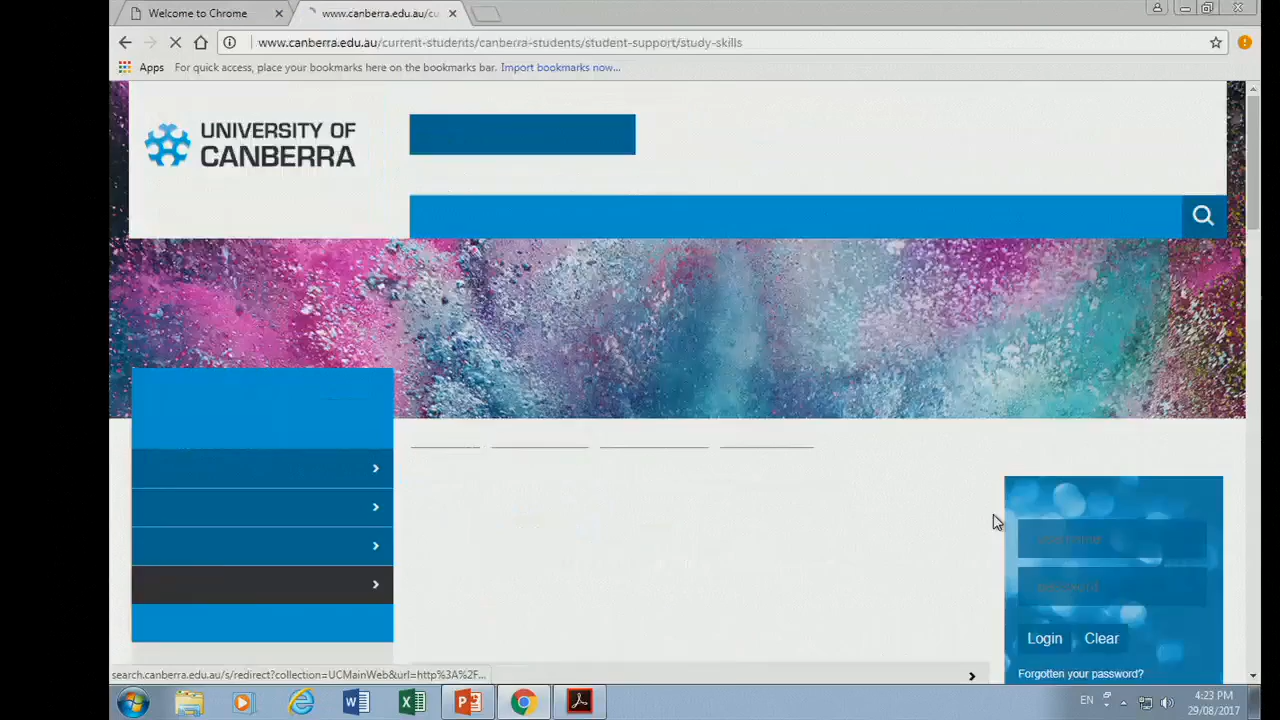 Welcome to Chrome
www.canberra.edu.au/cu
www.canberra.edu.au/current-students/canberra-students/student-support/study-skills
Apps For quick access, place your bookmarks here on the bookmarks bar. Import bookmarks now...
UNIVERSITY OF
CANBERRA
username
password
Login Clear
Forgotten your password?
search.canberra.edu.au/s/redirect?collection=UCMainWeb&url=http%3A%2F...
EN
4:23 PM
29/08/2017